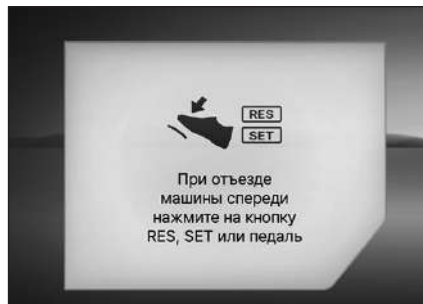 RES
SET
При отъезде
машины спереди
нажмите на кнопку
RES, SET или педаль